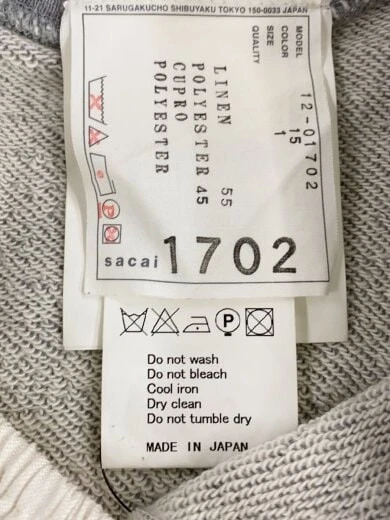 11-21 SARUGAKUCHO SHIBUYAKU TOKYO 150-0033 JAPAN
MODEL 12-01702
COLOR 15
SIZE 1
QUALITY
LINEN 55
POLYESTER 45
CUPRO
POLYESTER
sacai 1702
P
Do not wash
Do not bleach
Cool iron
Dry clean
Do not tumble dry
MADE IN JAPAN